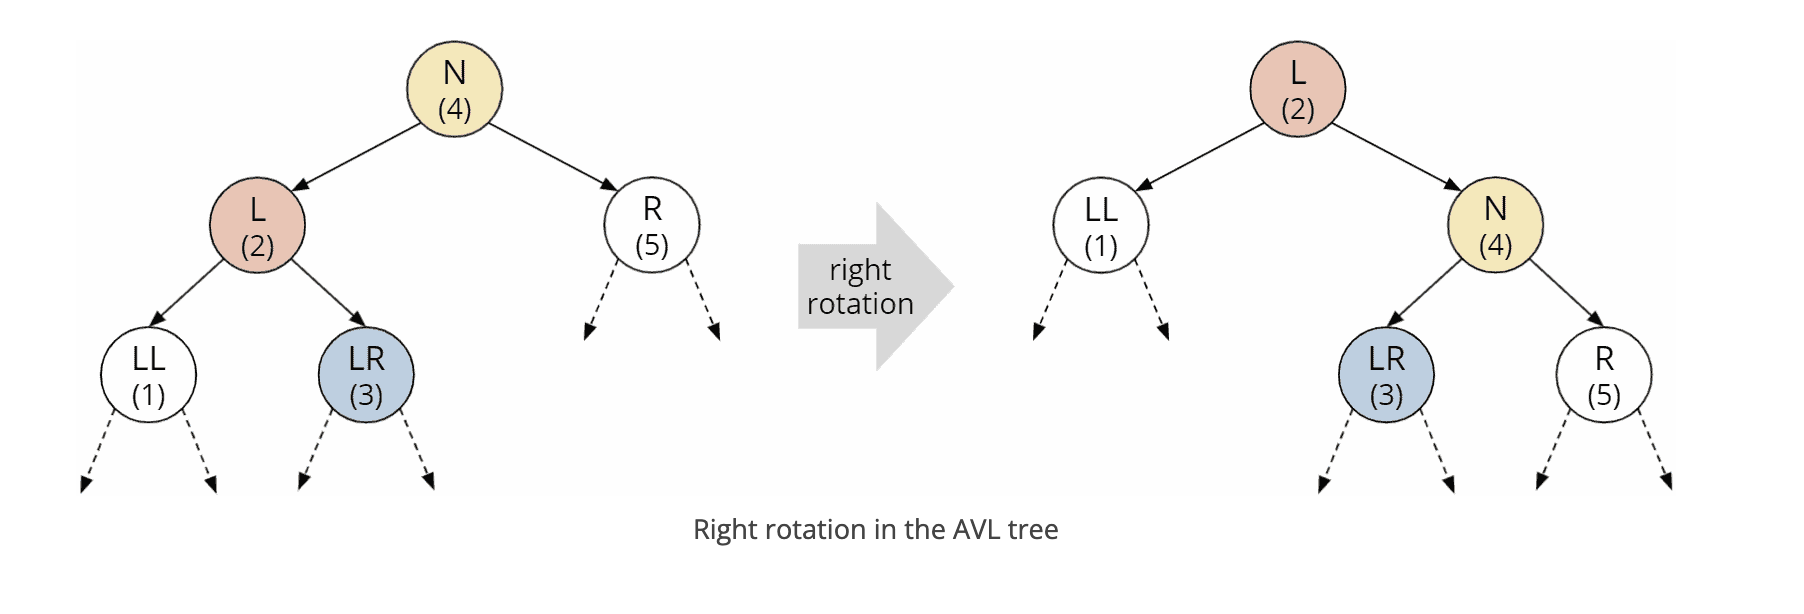 N
(4)
L
(2)
R
(5)
LL
(1)
LR
(3)
right
rotation
L
(2)
LL
(1)
N
(4)
LR
(3)
R
(5)
Right rotation in the AVL tree